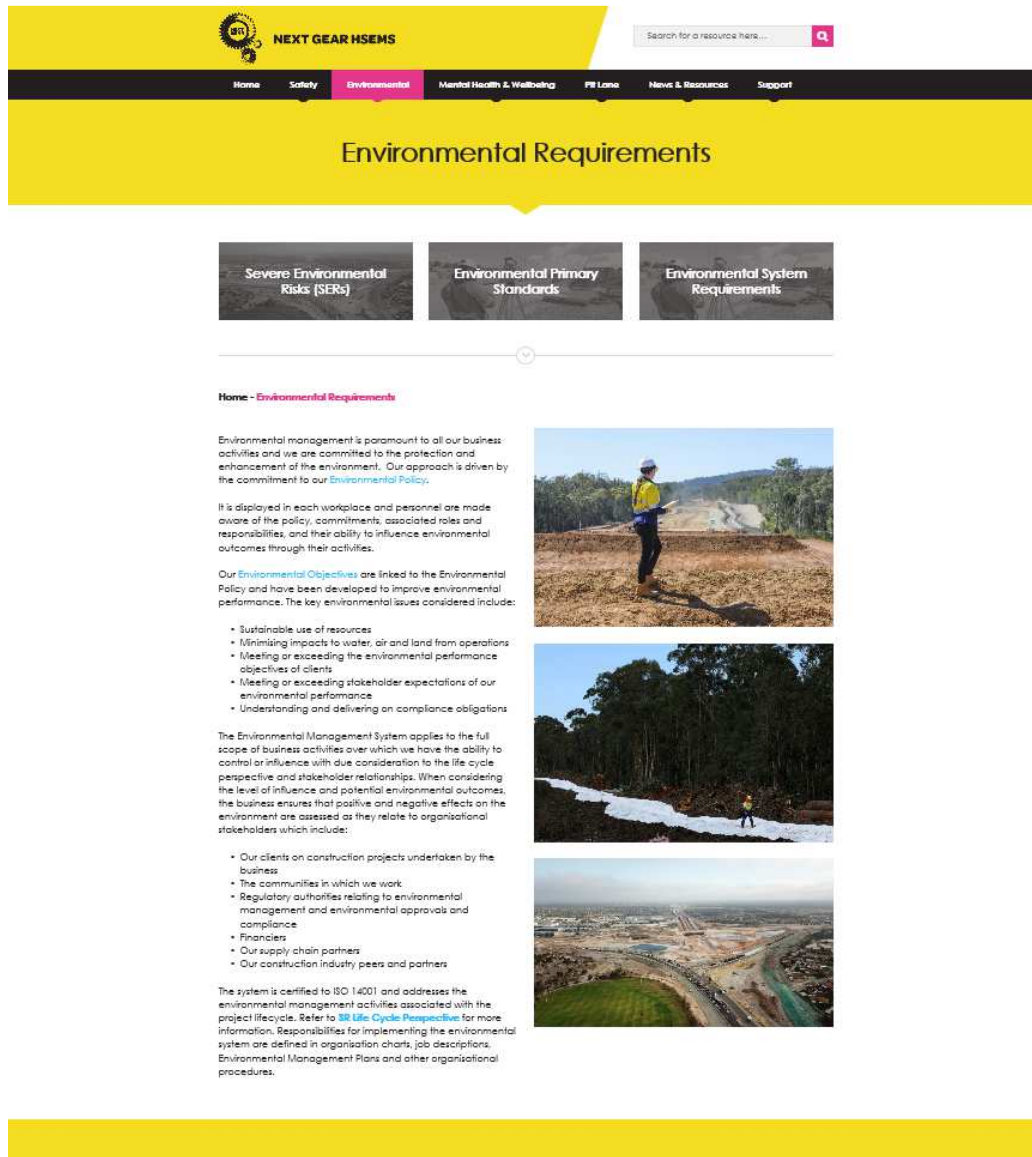 NEXT GEAR HSEMS
Search for a resource here...
Home Safety Environmental Mental Health & Wellbeing Pit Lane News & Resources Support
Environmental Requirements
Severe Environmental
Risks (SERs)
Environmental Primary
Standards
Environmental System
Requirements
Home - Environmental Requirements
Environmental management is paramount to all our business
activities and we are committed to the protection and
enhancement of the environment. Our approach is driven by
the commitment to our Environmental Policy.
It is displayed in each workplace and personnel are made
aware of the policy, commitments, associated roles and
responsibilities, and their ability to influence environmental
outcomes through their activities.
Our Environmental Objectives are linked to the Environmental
Policy and have been developed to improve environmental
performance. The key environmental issues considered include:
• Sustainable use of resources
• Minimising impacts to water, air and land from operations
• Meeting or exceeding the environmental performance
objectives of clients
• Meeting or exceeding stakeholder expectations of our
environmental performance
• Understanding and delivering on compliance obligations
The Environmental Management System applies to the full
scope of business activities over which we have the ability to
control or influence with due consideration to the life cycle
perspective and stakeholder relationships. When considering
the level of influence and potential environmental outcomes,
the business ensures that positive and negative effects on the
environment are assessed as they relate to organisational
stakeholders which include:
• Our clients on construction projects undertaken by the
business
• The communities in which we work
• Regulatory authorities relating to environmental
management and environmental approvals and
compliance
• Financiers
• Our supply chain partners
• Our construction industry peers and partners
The system is certified to ISO 14001 and addresses the
environmental management activities associated with the
project lifecycle. Refer to SR Life Cycle Perspective for more
information. Responsibilities for implementing the environmental
system are defined in organisation charts, job descriptions,
Environmental Management Plans and other organisational
procedures.